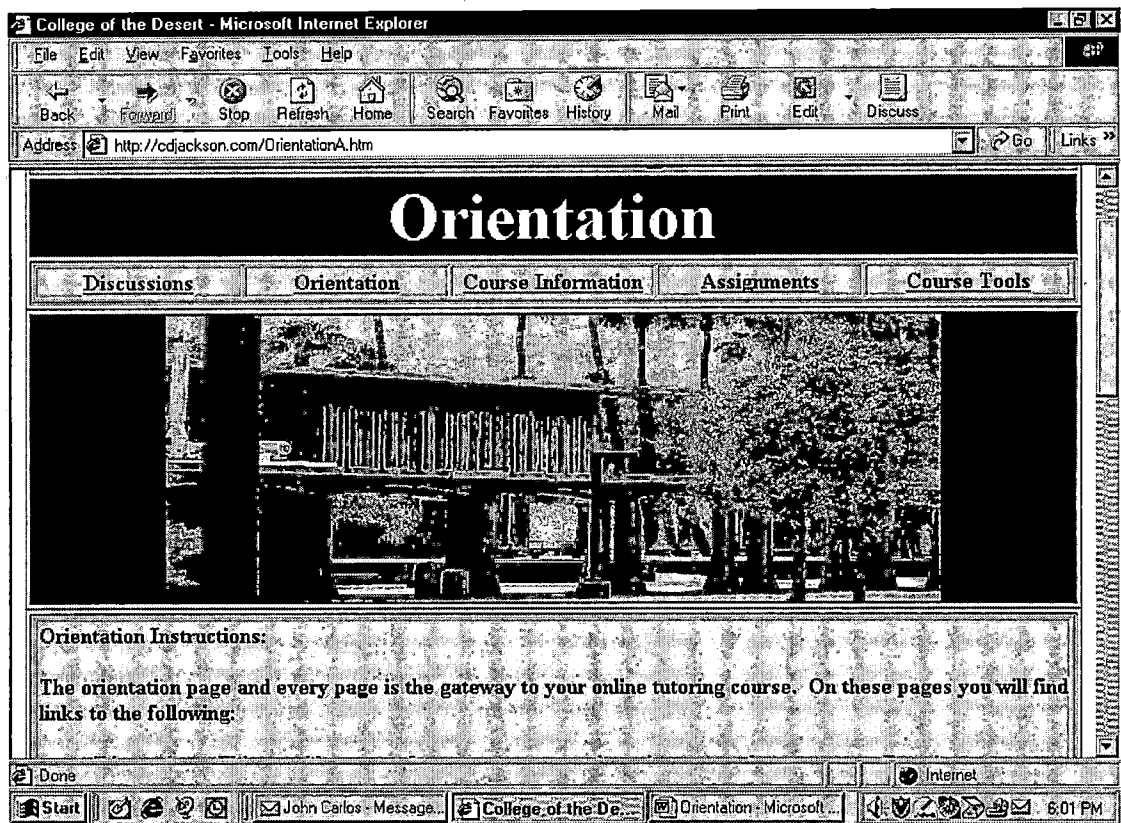 College of the Desert - Microsoft Internet Explorer
File Edit View Favorites Tools Help
Back Forward Stop Refresh Home Search Favorites History Mail Print Edit Discuss
Address http://cdjackson.com/OrientationA.htm Go Links »
Orientation
Discussions Orientation Course Information Assignments Course Tools
Orientation Instructions:
The orientation page and every page is the gateway to your online tutoring course. On these pages you will find
links to the following:
Done Internet
Start John Carlos - Message... College of the De... Orientation - Microsoft ... 6:01 PM